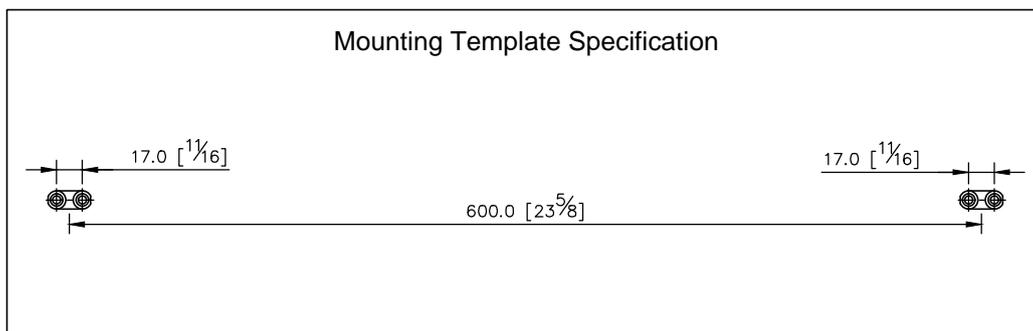 Mounting Template Specification
17.0 [11/16]
17.0 [11/16]
600.0 [23 5/8]